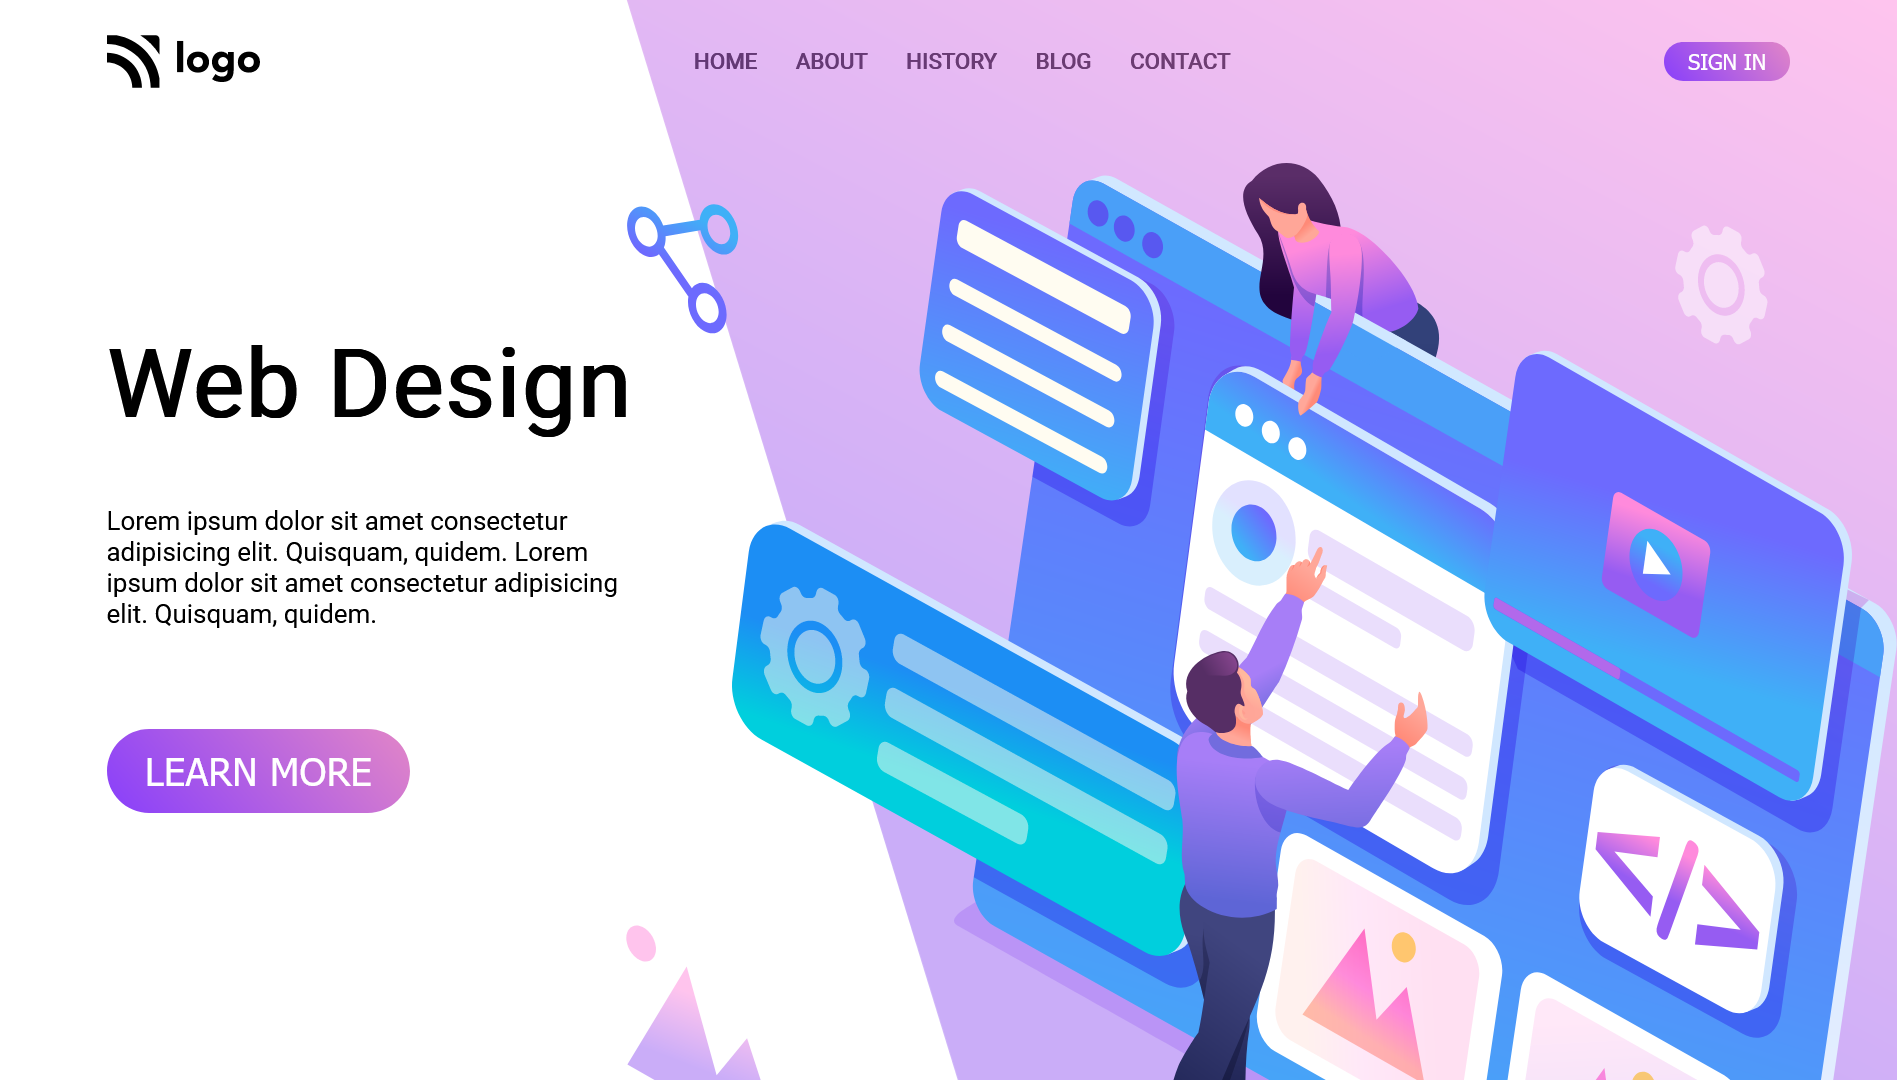 logo
HOME ABOUT HISTORY BLOG CONTACT
SIGN IN
Web Design
Lorem ipsum dolor sit amet consectetur
adipisicing elit. Quisquam, quidem. Lorem
ipsum dolor sit amet consectetur adipisicing
elit. Quisquam, quidem.
LEARN MORE
</>